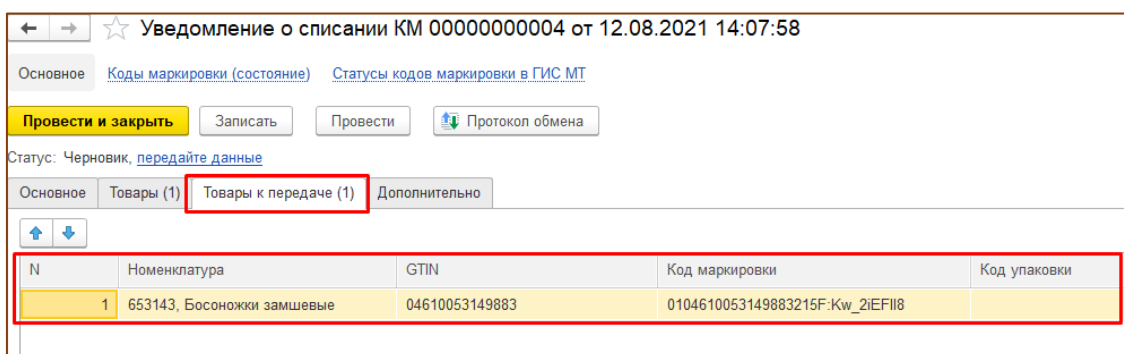 Уведомление о списании КМ 00000000004 от 12.08.2021 14:07:58
Основное Коды маркировки (состояние) Статусы кодов маркировки в ГИС МТ
Провести и закрыть Записать Провести Протокол обмена
Статус: Черновик, передайте данные
Основное Товары (1) Товары к передаче (1) Дополнительно
N Номенклатура GTIN Код маркировки Код упаковки
1 653143, Босоножки замшевые 04610053149883 0104610053149883215F:Kw_2iEFII8